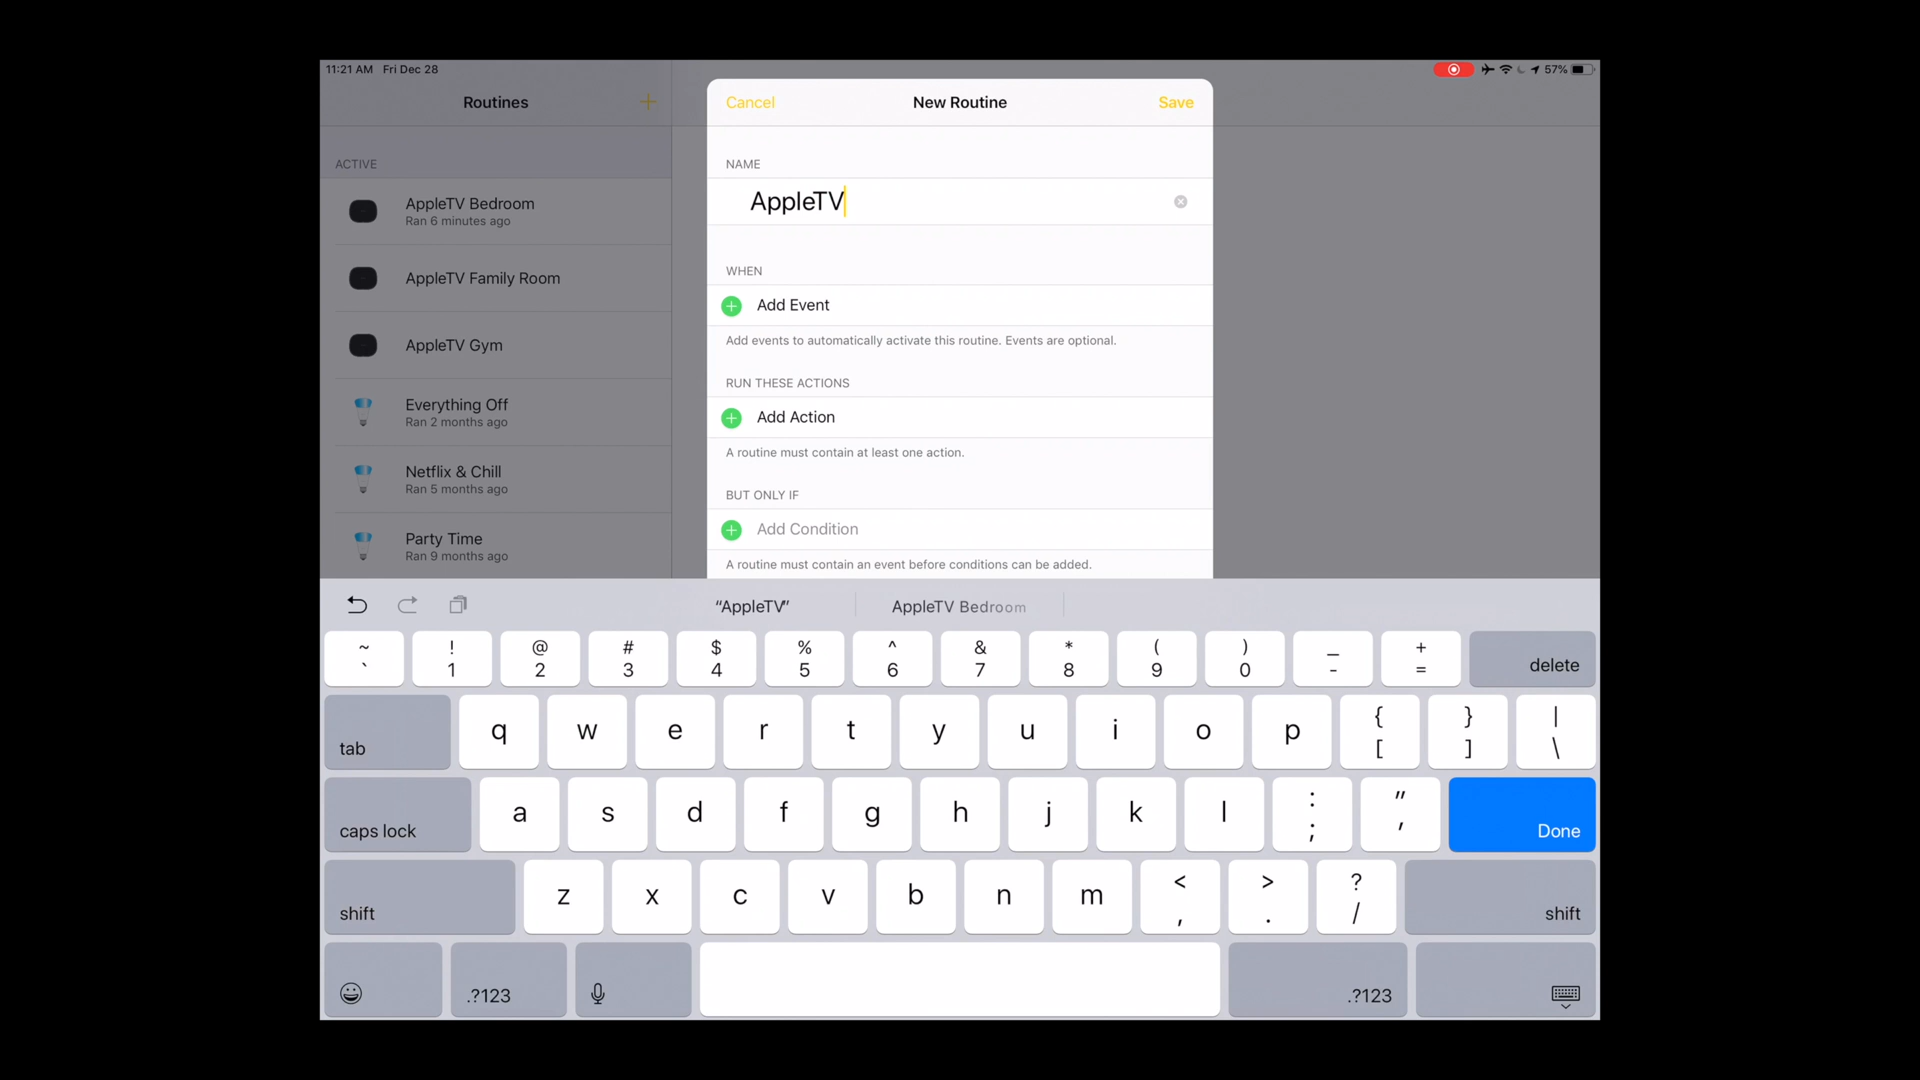 11:21 AM Fri Dec 28
57%
Routines
+
ACTIVE
AppleTV Bedroom
Ran 6 minutes ago
AppleTV Family Room
AppleTV Gym
Everything Off
Ran 2 months ago
Netflix & Chill
Ran 5 months ago
Party Time
Ran 9 months ago
Cancel New Routine Save
NAME
AppleTV
WHEN
Add Event
Add events to automatically activate this routine. Events are optional.
RUN THESE ACTIONS
Add Action
A routine must contain at least one action.
BUT ONLY IF
Add Condition
A routine must contain an event before conditions can be added.
“AppleTV” AppleTV Bedroom
~ ! @ # $ % ^ & * ( ) _ +
` 1 2 3 4 5 6 7 8 9 0 - = delete
tab q w e r t y u i o p { [ } ] | \
caps lock a s d f g h j k l : ; " ' Done
shift z x c v b n m < , > . ? / shift
.?123 .?123